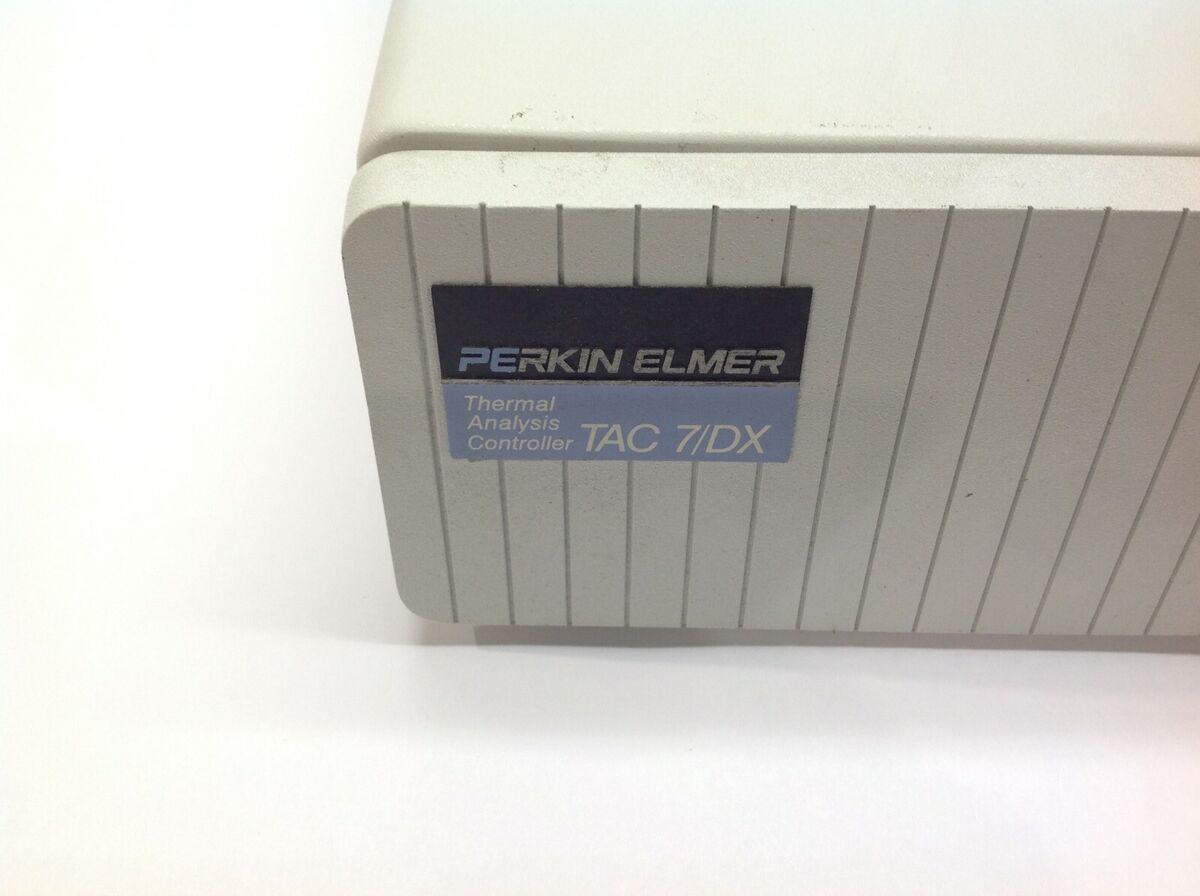 PERKIN ELMER
Thermal
Analysis
Controller TAC 7/DX